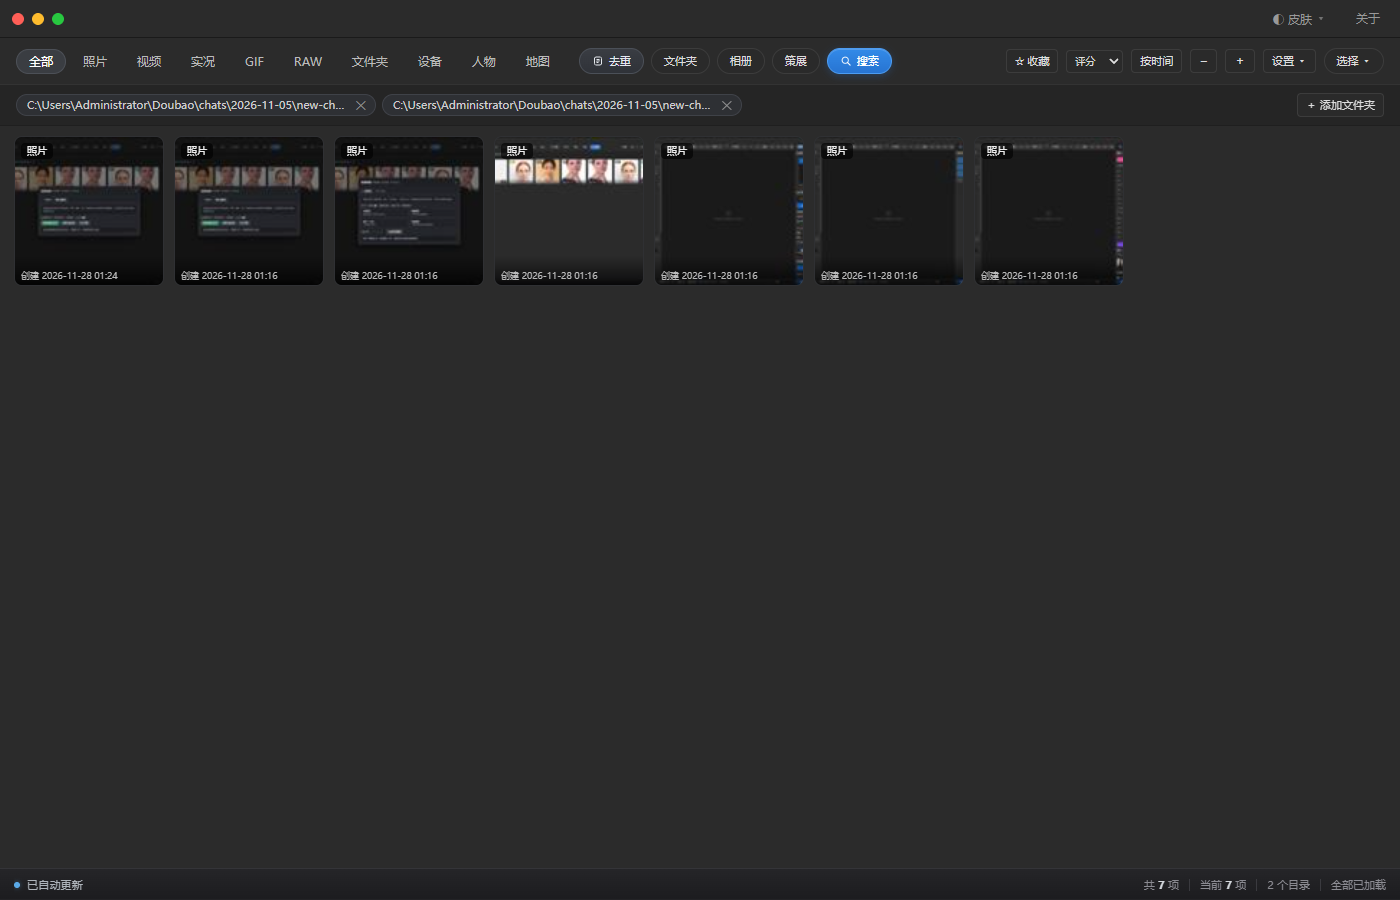 皮肤 关于
全部 照片 视频 实况 GIF RAW 文件夹 设备 人物 地图 去重 文件夹 相册 策展 搜索 ☆ 收藏 评分 按时间 − + 设置 选择
C:\Users\Administrator\Doubao\chats\2026-11-05\new-ch... C:\Users\Administrator\Doubao\chats\2026-11-05\new-ch... + 添加文件夹
照片 照片 照片 照片 照片 照片 照片
创建 2026-11-28 01:24 创建 2026-11-28 01:16 创建 2026-11-28 01:16 创建 2026-11-28 01:16 创建 2026-11-28 01:16 创建 2026-11-28 01:16 创建 2026-11-28 01:16
已自动更新 共 7 项 当前 7 项 2 个目录 全部已加载